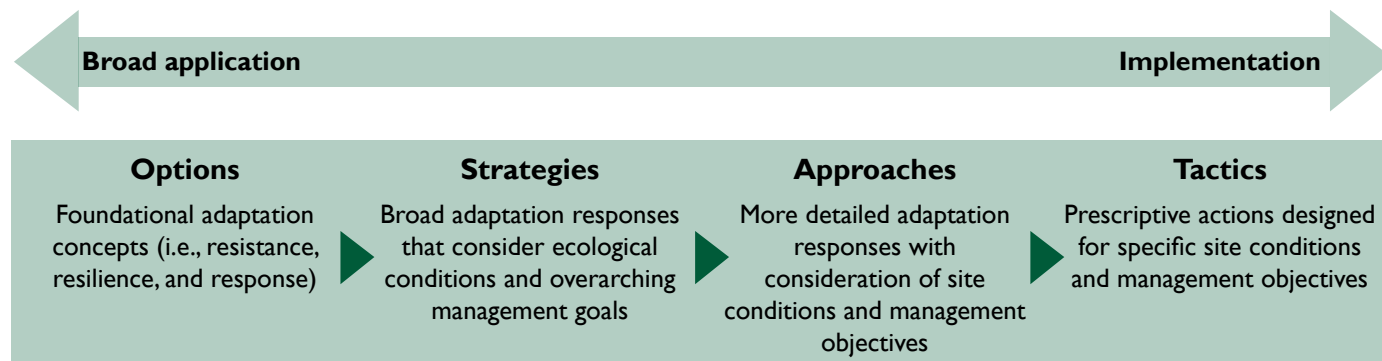 Broad application
Implementation
Options
Foundational adaptation
concepts (i.e., resistance,
resilience, and response)
Strategies
Broad adaptation responses
that consider ecological
conditions and overarching
management goals
Approaches
More detailed adaptation
responses with
consideration of site
conditions and management
objectives
Tactics
Prescriptive actions designed
for specific site conditions
and management objectives